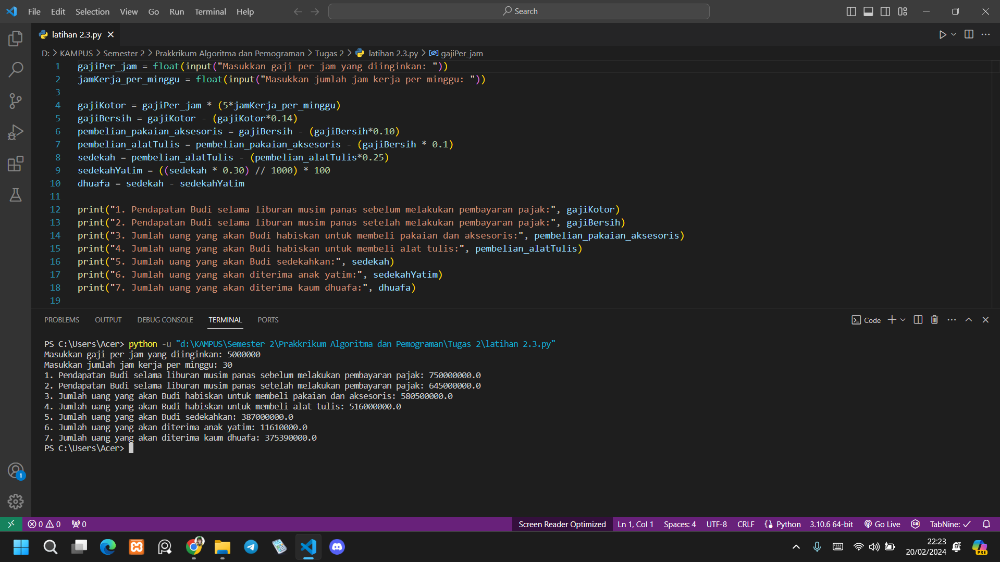 File Edit Selection View Go Run Terminal Help
Search
latihan 2.3.py
D: > KAMPUS > Semester 2 > Prakkrikum Algoritma dan Pemograman > Tugas 2 > latihan 2.3.py > gajiPer_jam
1 gajiPer_jam = float(input("Masukkan gaji per jam yang diinginkan: "))
2 jamKerja_per_minggu = float(input("Masukkan jumlah jam kerja per minggu: "))
3
4 gajiKotor = gajiPer_jam * (5*jamKerja_per_minggu)
5 gajiBersih = gajiKotor - (gajiKotor*0.14)
6 pembelian_pakaian_aksesoris = gajiBersih - (gajiBersih*0.10)
7 pembelian_alatTulis = pembelian_pakaian_aksesoris - (gajiBersih * 0.1)
8 sedekah = pembelian_alatTulis - (pembelian_alatTulis*0.25)
9 sedekahYatim = ((sedekah * 0.30) // 1000) * 100
10 dhuafa = sedekah - sedekahYatim
11
12 print("1. Pendapatan Budi selama liburan musim panas sebelum melakukan pembayaran pajak:", gajiKotor)
13 print("2. Pendapatan Budi selama liburan musim panas setelah melakukan pembayaran pajak:", gajiBersih)
14 print("3. Jumlah uang yang akan Budi habiskan untuk membeli pakaian dan aksesoris:", pembelian_pakaian_aksesoris)
15 print("4. Jumlah uang yang akan Budi habiskan untuk membeli alat tulis:", pembelian_alatTulis)
16 print("5. Jumlah uang yang akan Budi sedekahkan:", sedekah)
17 print("6. Jumlah uang yang akan diterima anak yatim:", sedekahYatim)
18 print("7. Jumlah uang yang akan diterima kaum dhuafa:", dhuafa)
19
PROBLEMS OUTPUT DEBUG CONSOLE TERMINAL PORTS
Code
PS C:\Users\Acer> python -u "d:\KAMPUS\Semester 2\Prakkrikum Algoritma dan Pemograman\Tugas 2\latihan 2.3.py"
Masukkan gaji per jam yang diinginkan: 5000000
Masukkan jumlah jam kerja per minggu: 30
1. Pendapatan Budi selama liburan musim panas sebelum melakukan pembayaran pajak: 750000000.0
2. Pendapatan Budi selama liburan musim panas setelah melakukan pembayaran pajak: 645000000.0
3. Jumlah uang yang akan Budi habiskan untuk membeli pakaian dan aksesoris: 580500000.0
4. Jumlah uang yang akan Budi habiskan untuk membeli alat tulis: 516000000.0
5. Jumlah uang yang akan Budi sedekahkan: 387000000.0
6. Jumlah uang yang akan diterima anak yatim: 11610000.0
7. Jumlah uang yang akan diterima kaum dhuafa: 375390000.0
PS C:\Users\Acer>
1
0 0 0 Screen Reader Optimized Ln 1, Col 1 Spaces: 4 UTF-8 CRLF Python 3.10.6 64-bit Go Live TabNine:
22:23
20/02/2024
PRE